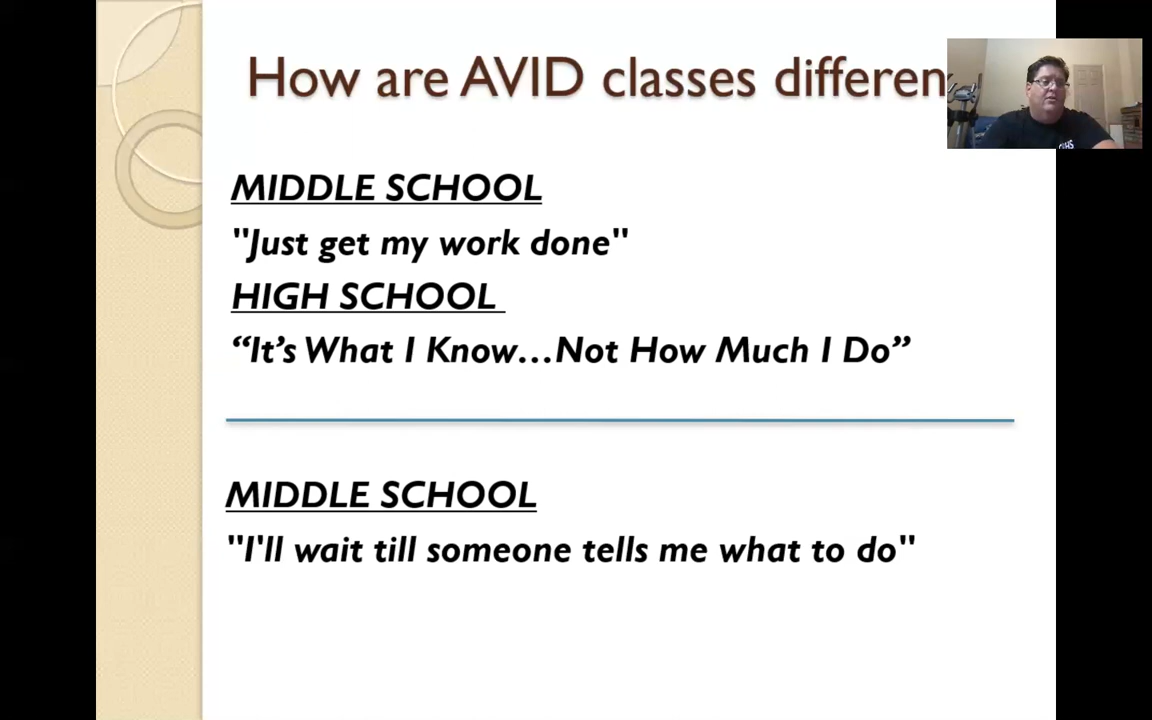 How are AVID classes differen
MIDDLE SCHOOL
"Just get my work done"
HIGH SCHOOL
“It’s What I Know…Not How Much I Do”
MIDDLE SCHOOL
"I'll wait till someone tells me what to do"